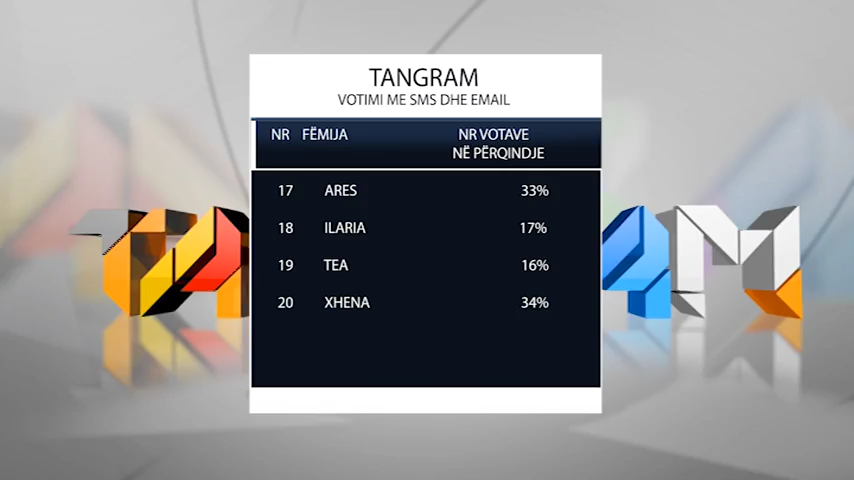 TANGRAM
VOTIMI ME SMS DHE EMAIL
NR FËMIJA NR VOTAVE
NË PËRQINDJE
17 ARES 33%
18 ILARIA 17%
19 TEA 16%
20 XHENA 34%